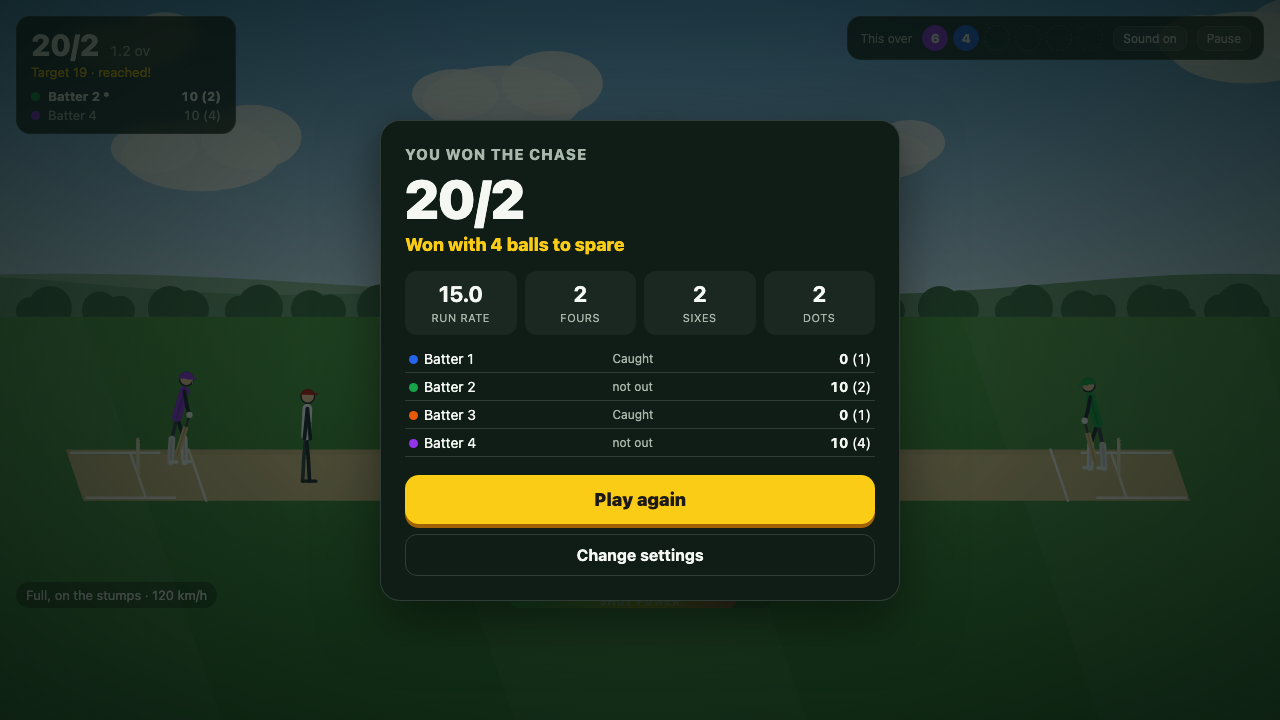 20/2 1.2 ov
Target 19 · reached!
Batter 2 * 10 (2)
Batter 4 10 (4)
This over 6 4 Sound on Pause
YOU WON THE CHASE
20/2
Won with 4 balls to spare
15.0 2 2 2
RUN RATE FOURS SIXES DOTS
Batter 1 Caught 0 (1)
Batter 2 not out 10 (2)
Batter 3 Caught 0 (1)
Batter 4 not out 10 (4)
Play again
Change settings
Full, on the stumps · 120 km/h